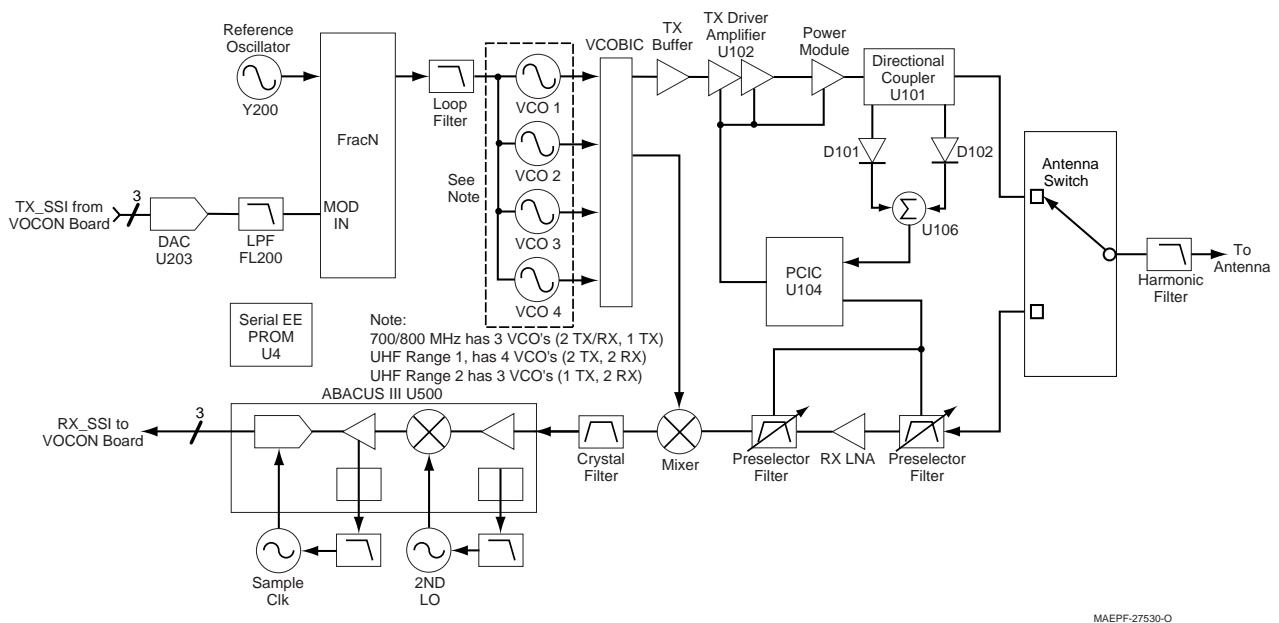 Reference
Oscillator
Y200
FracN
MOD
IN
Loop
Filter
See
Note
VCO 1
VCO 2
VCO 3
VCO 4
VCOBIC
TX
Buffer
TX Driver
Amplifier
U102
Power
Module
Directional
Coupler
U101
D101
D102
Σ
U106
PCIC
U104
Antenna
Switch
Harmonic
Filter
To
Antenna
TX_SSI from
VOCON Board
3
DAC
U203
LPF
FL200
Serial EE
PROM
U4
Note:
700/800 MHz has 3 VCO's (2 TX/RX, 1 TX)
UHF Range 1, has 4 VCO's (2 TX, 2 RX)
UHF Range 2 has 3 VCO's (1 TX, 2 RX)
ABACUS III U500
RX_SSI to
VOCON Board
3
Crystal
Filter
Mixer
Preselector
Filter
RX LNA
Preselector
Filter
Sample
Clk
2ND
LO
MAEPF-27530-O